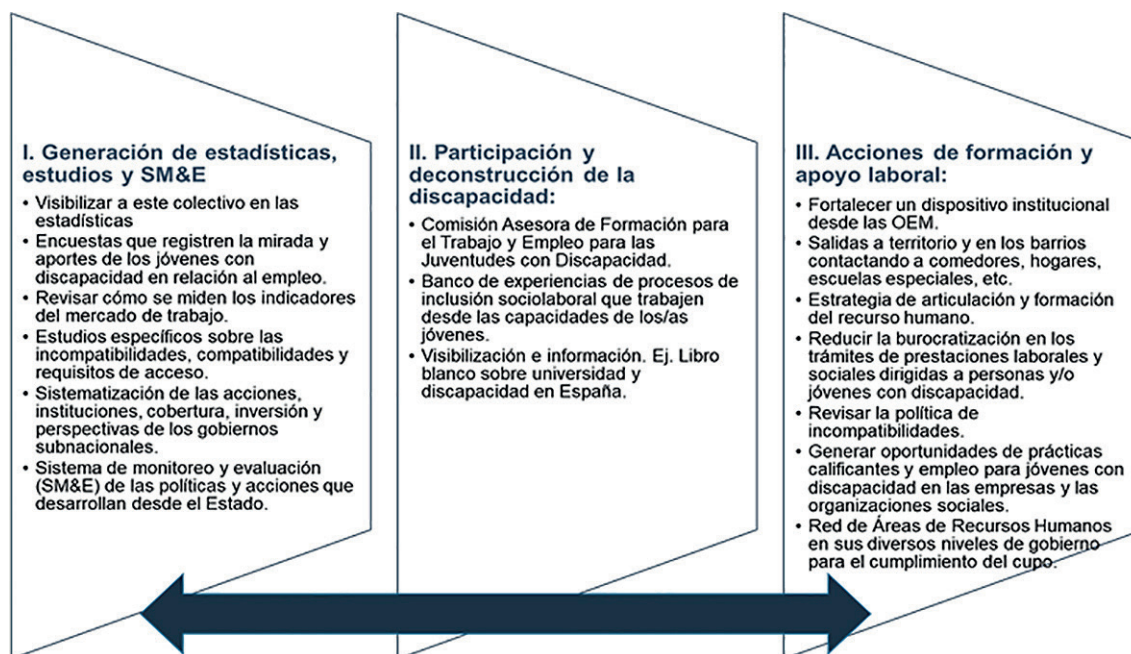 I. Generación de estadísticas,
estudios y SM&E
• Visibilizar a este colectivo en las
estadísticas
• Encuestas que registren la mirada y
aportes de los jóvenes con
discapacidad en relación al empleo.
• Revisar cómo se miden los indicadores
del mercado de trabajo.
• Estudios específicos sobre las
incompatibilidades, compatibilidades y
requisitos de acceso.
• Sistematización de las acciones,
instituciones, cobertura, inversión y
perspectivas de los gobiernos
subnacionales.
• Sistema de monitoreo y evaluación
(SM&E) de las políticas y acciones que
desarrollan desde el Estado.
II. Participación y
deconstrucción de la
discapacidad:
• Comisión Asesora de Formación para
el Trabajo y Empleo para las
Juventudes con Discapacidad.
• Banco de experiencias de procesos de
inclusión sociolaboral que trabajen
desde las capacidades de los/as
jóvenes.
• Visibilización e información. Ej. Libro
blanco sobre universidad y
discapacidad en España.
III. Acciones de formación y
apoyo laboral:
• Fortalecer un dispositivo institucional
desde las OEM.
• Salidas a territorio y en los barrios
contactando a comedores, hogares,
escuelas especiales, etc.
• Estrategia de articulación y formación
del recurso humano.
• Reducir la burocratización en los
trámites de prestaciones laborales y
sociales dirigidas a personas y/o
jóvenes con discapacidad.
• Revisar la política de
incompatibilidades.
• Generar oportunidades de prácticas
calificantes y empleo para jóvenes con
discapacidad en las empresas y las
organizaciones sociales.
• Red de Áreas de Recursos Humanos
en sus diversos niveles de gobierno
para el cumplimiento del cupo.